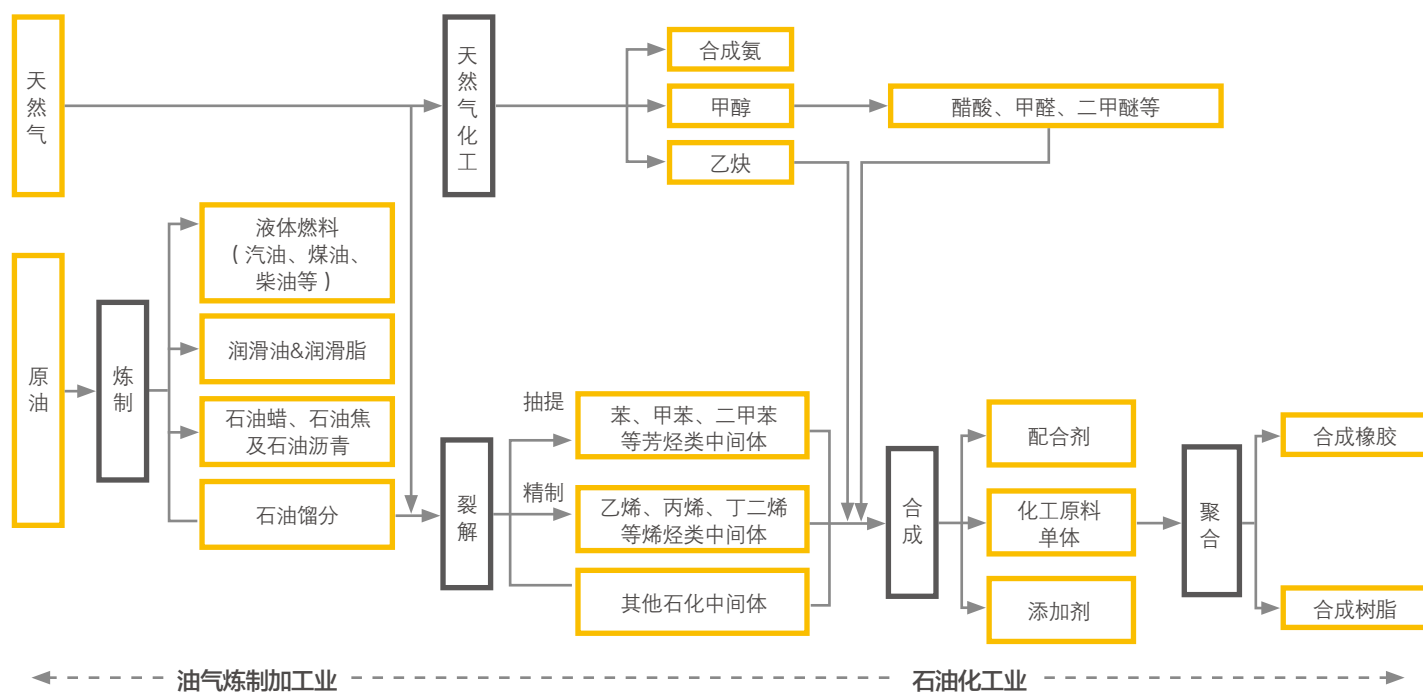 天然气
天然气化工
合成氨
甲醇
醋酸、甲醛、二甲醚等
乙炔
原油
炼制
液体燃料
（汽油、煤油、
柴油等）
润滑油&润滑脂
石油蜡、石油焦
及石油沥青
石油馏分
裂解
抽提
苯、甲苯、二甲苯
等芳烃类中间体
精制
乙烯、丙烯、丁二烯
等烯烃类中间体
其他石化中间体
合成
配合剂
化工原料
单体
添加剂
聚合
合成橡胶
合成树脂
油气炼制加工业
石油化工业